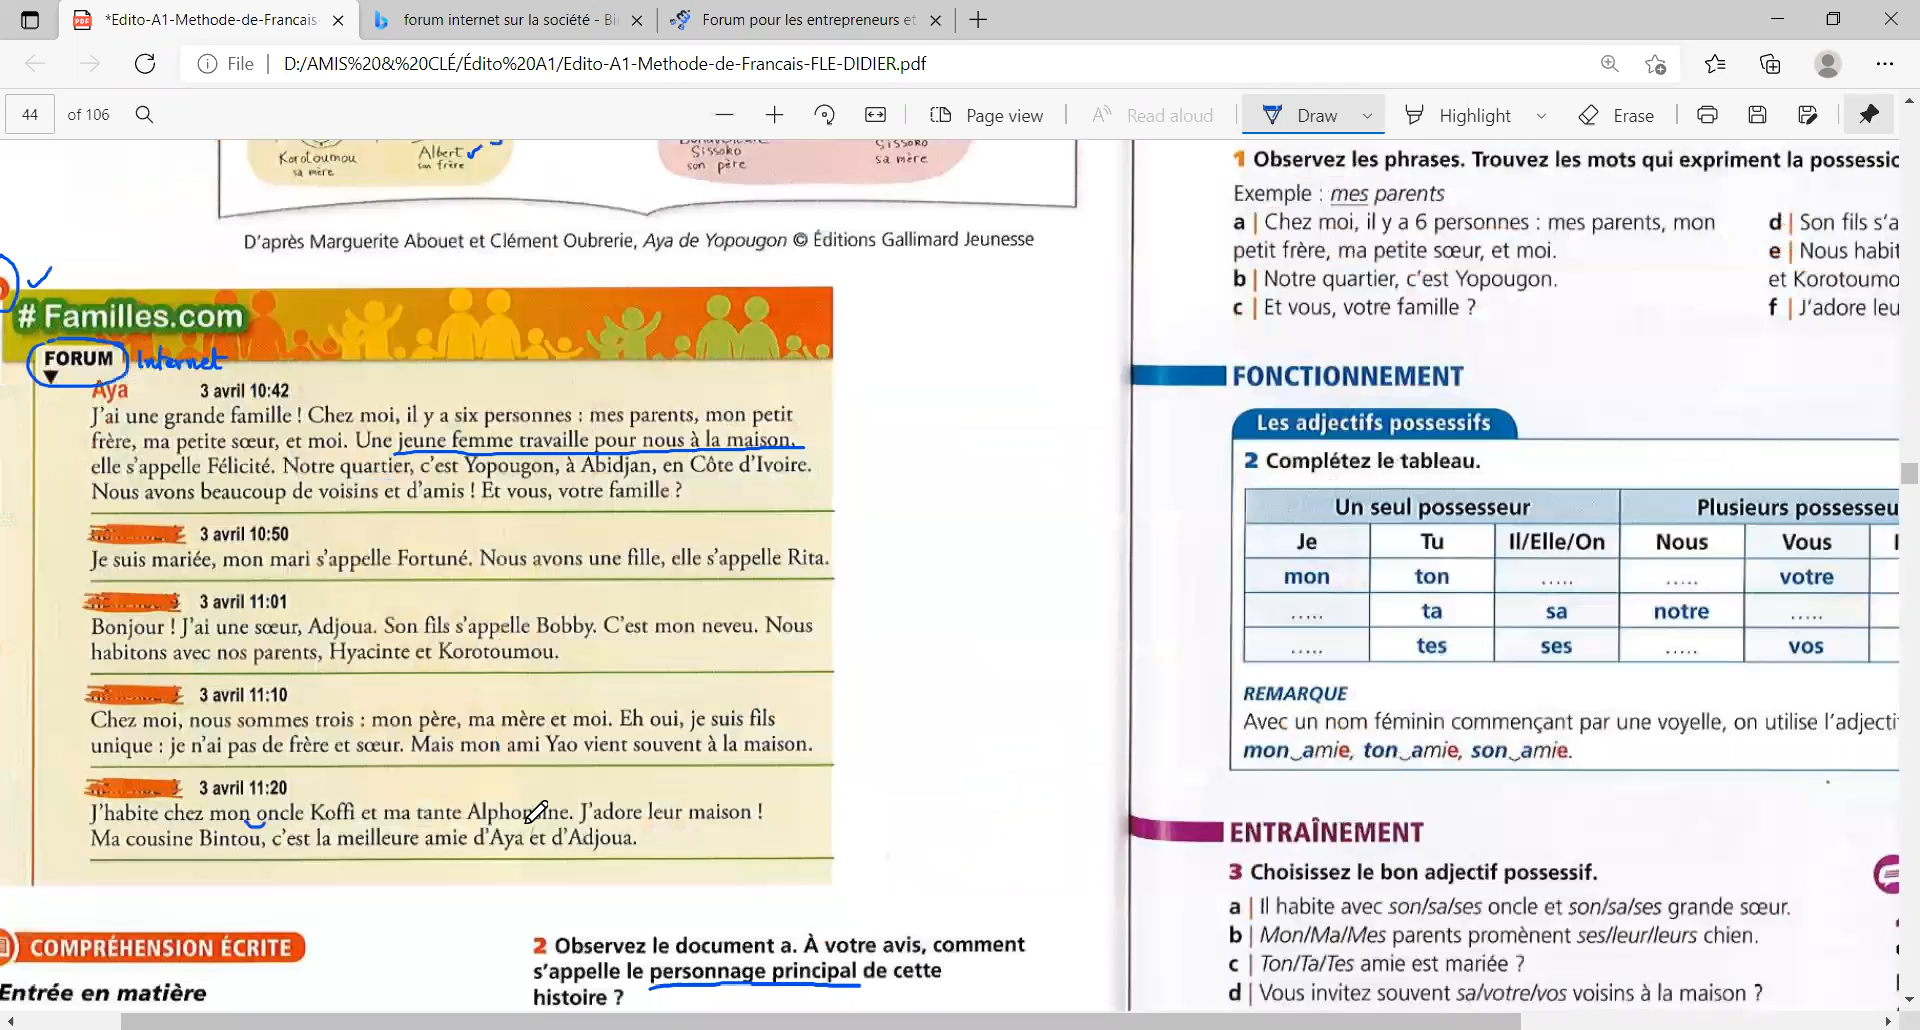 *Edito-A1-Methode-de-Francais-
forum internet sur la société - Bi
Forum pour les entrepreneurs et
File
D:/AMIS%20&%20CLÉ/Édito%20A1/Edito-A1-Methode-de-Francais-FLE-DIDIER.pdf
44 of 106
Page view
Read aloud
Draw
Highlight
Erase
Korotoumou
sa mère
Albert
son frère
Sissoko
son père
Sissoko
sa mère
D'après Marguerite Abouet et Clément Oubrerie, Aya de Yopougon © Éditions Gallimard Jeunesse
# Familles.com
FORUM Internet
Aya 3 avril 10:42
J'ai une grande famille ! Chez moi, il y a six personnes : mes parents, mon petit
frère, ma petite sœur, et moi. Une jeune femme travaille pour nous à la maison,
elle s'appelle Félicité. Notre quartier, c'est Yopougon, à Abidjan, en Côte d'Ivoire.
Nous avons beaucoup de voisins et d'amis ! Et vous, votre famille ?
3 avril 10:50
Je suis mariée, mon mari s'appelle Fortuné. Nous avons une fille, elle s'appelle Rita.
3 avril 11:01
Bonjour ! J'ai une sœur, Adjoua. Son fils s'appelle Bobby. C'est mon neveu. Nous
habitons avec nos parents, Hyacinte et Korotoumou.
3 avril 11:10
Chez moi, nous sommes trois : mon père, ma mère et moi. Eh oui, je suis fils
unique : je n'ai pas de frère et sœur. Mais mon ami Yao vient souvent à la maison.
3 avril 11:20
J'habite chez mon oncle Koffi et ma tante Alphonsine. J'adore leur maison !
Ma cousine Bintou, c'est la meilleure amie d'Aya et d'Adjoua.
COMPRÉHENSION ÉCRITE
Entrée en matière
2 Observez le document a. À votre avis, comment
s'appelle le personnage principal de cette
histoire ?
1 Observez les phrases. Trouvez les mots qui expriment la possessio
Exemple : mes parents
a | Chez moi, il y a 6 personnes : mes parents, mon
petit frère, ma petite sœur, et moi.
b | Notre quartier, c'est Yopougon.
c | Et vous, votre famille ?
d | Son fils s'a
e | Nous habit
et Korotoumo
f | J'adore leu
FONCTIONNEMENT
Les adjectifs possessifs
2 Complétez le tableau.
Un seul possesseur Plusieurs possesseu
Je Tu Il/Elle/On Nous Vous
mon ton ..... ..... votre
..... ta sa notre .....
..... tes ses ..... vos
REMARQUE
Avec un nom féminin commençant par une voyelle, on utilise l'adjecti
mon‿amie, ton‿amie, son‿amie.
ENTRAÎNEMENT
3 Choisissez le bon adjectif possessif.
a | Il habite avec son/sa/ses oncle et son/sa/ses grande sœur.
b | Mon/Ma/Mes parents promènent ses/leur/leurs chien.
c | Ton/Ta/Tes amie est mariée ?
d | Vous invitez souvent sa/votre/vos voisins à la maison ?